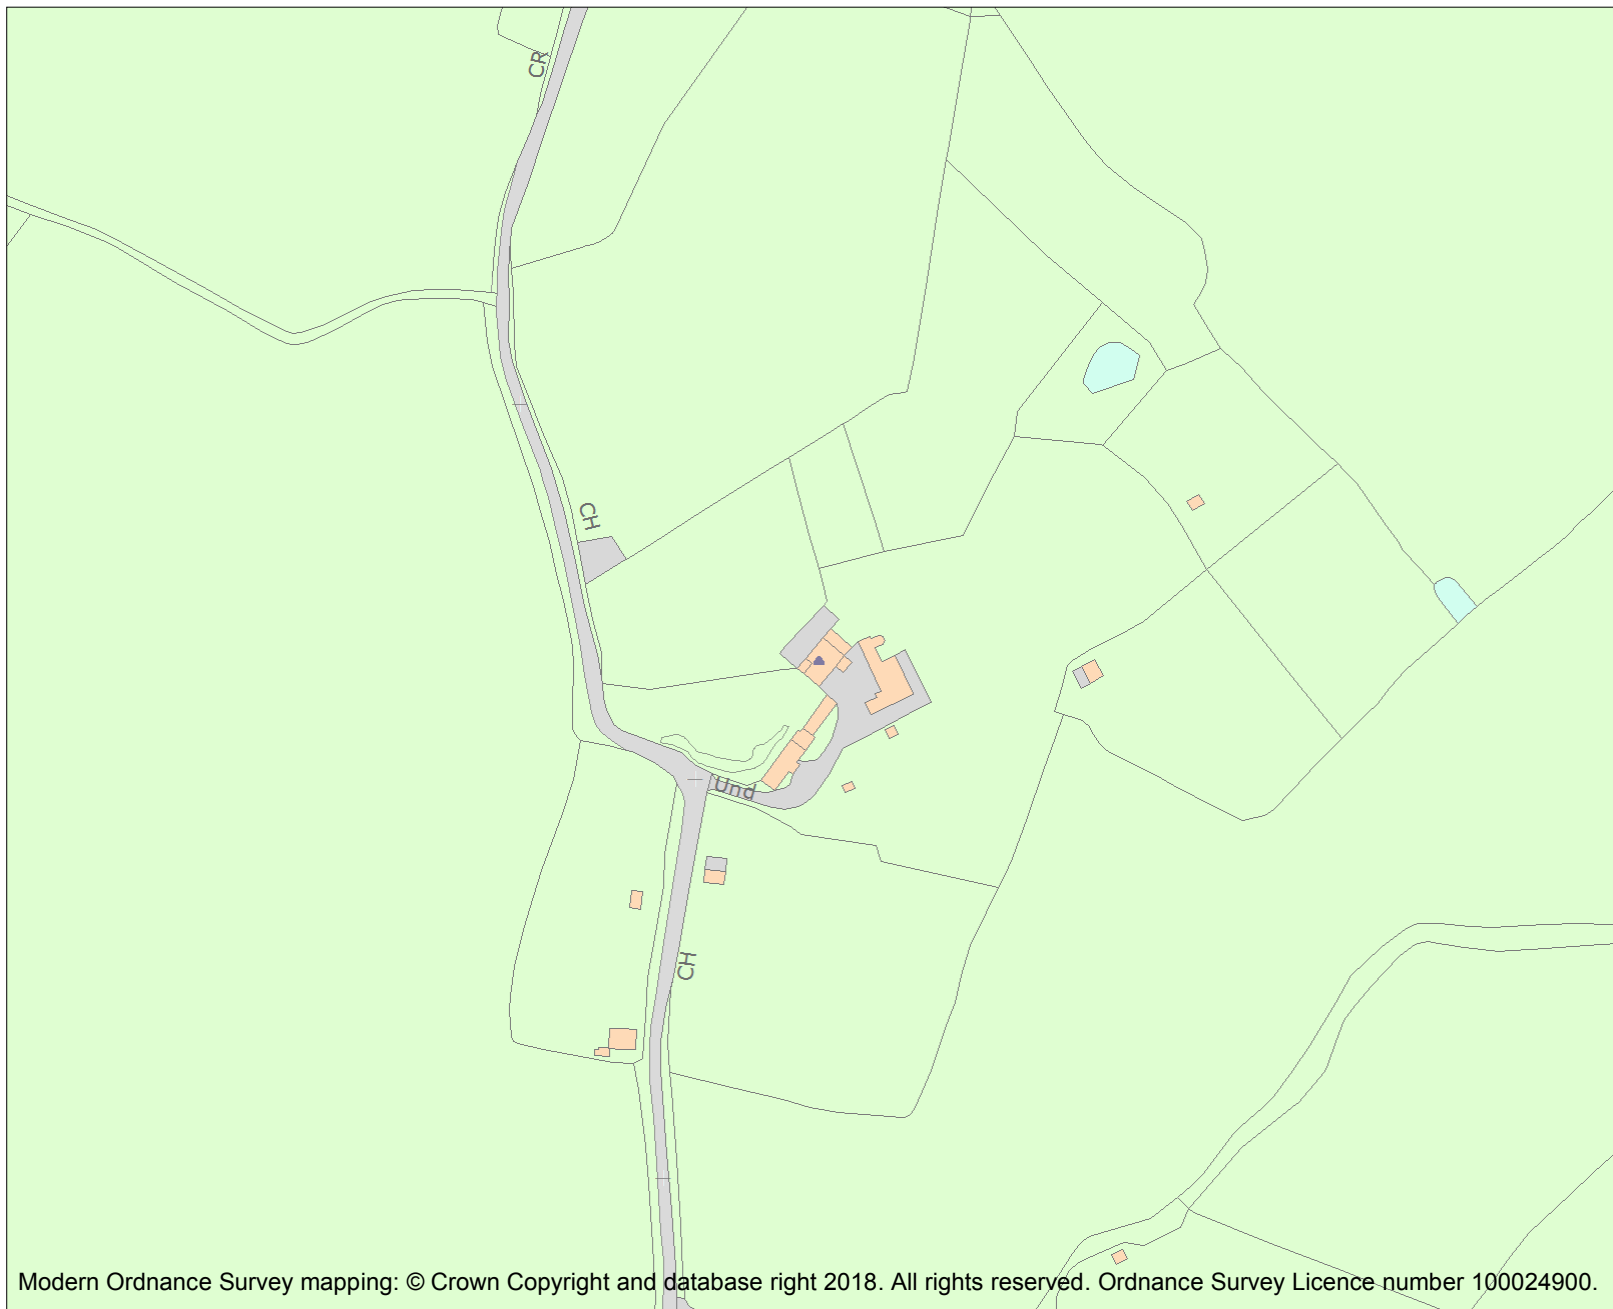 CR
CH
Und
CH
Modern Ordnance Survey mapping: © Crown Copyright and database right 2018. All rights reserved. Ordnance Survey Licence number 100024900.